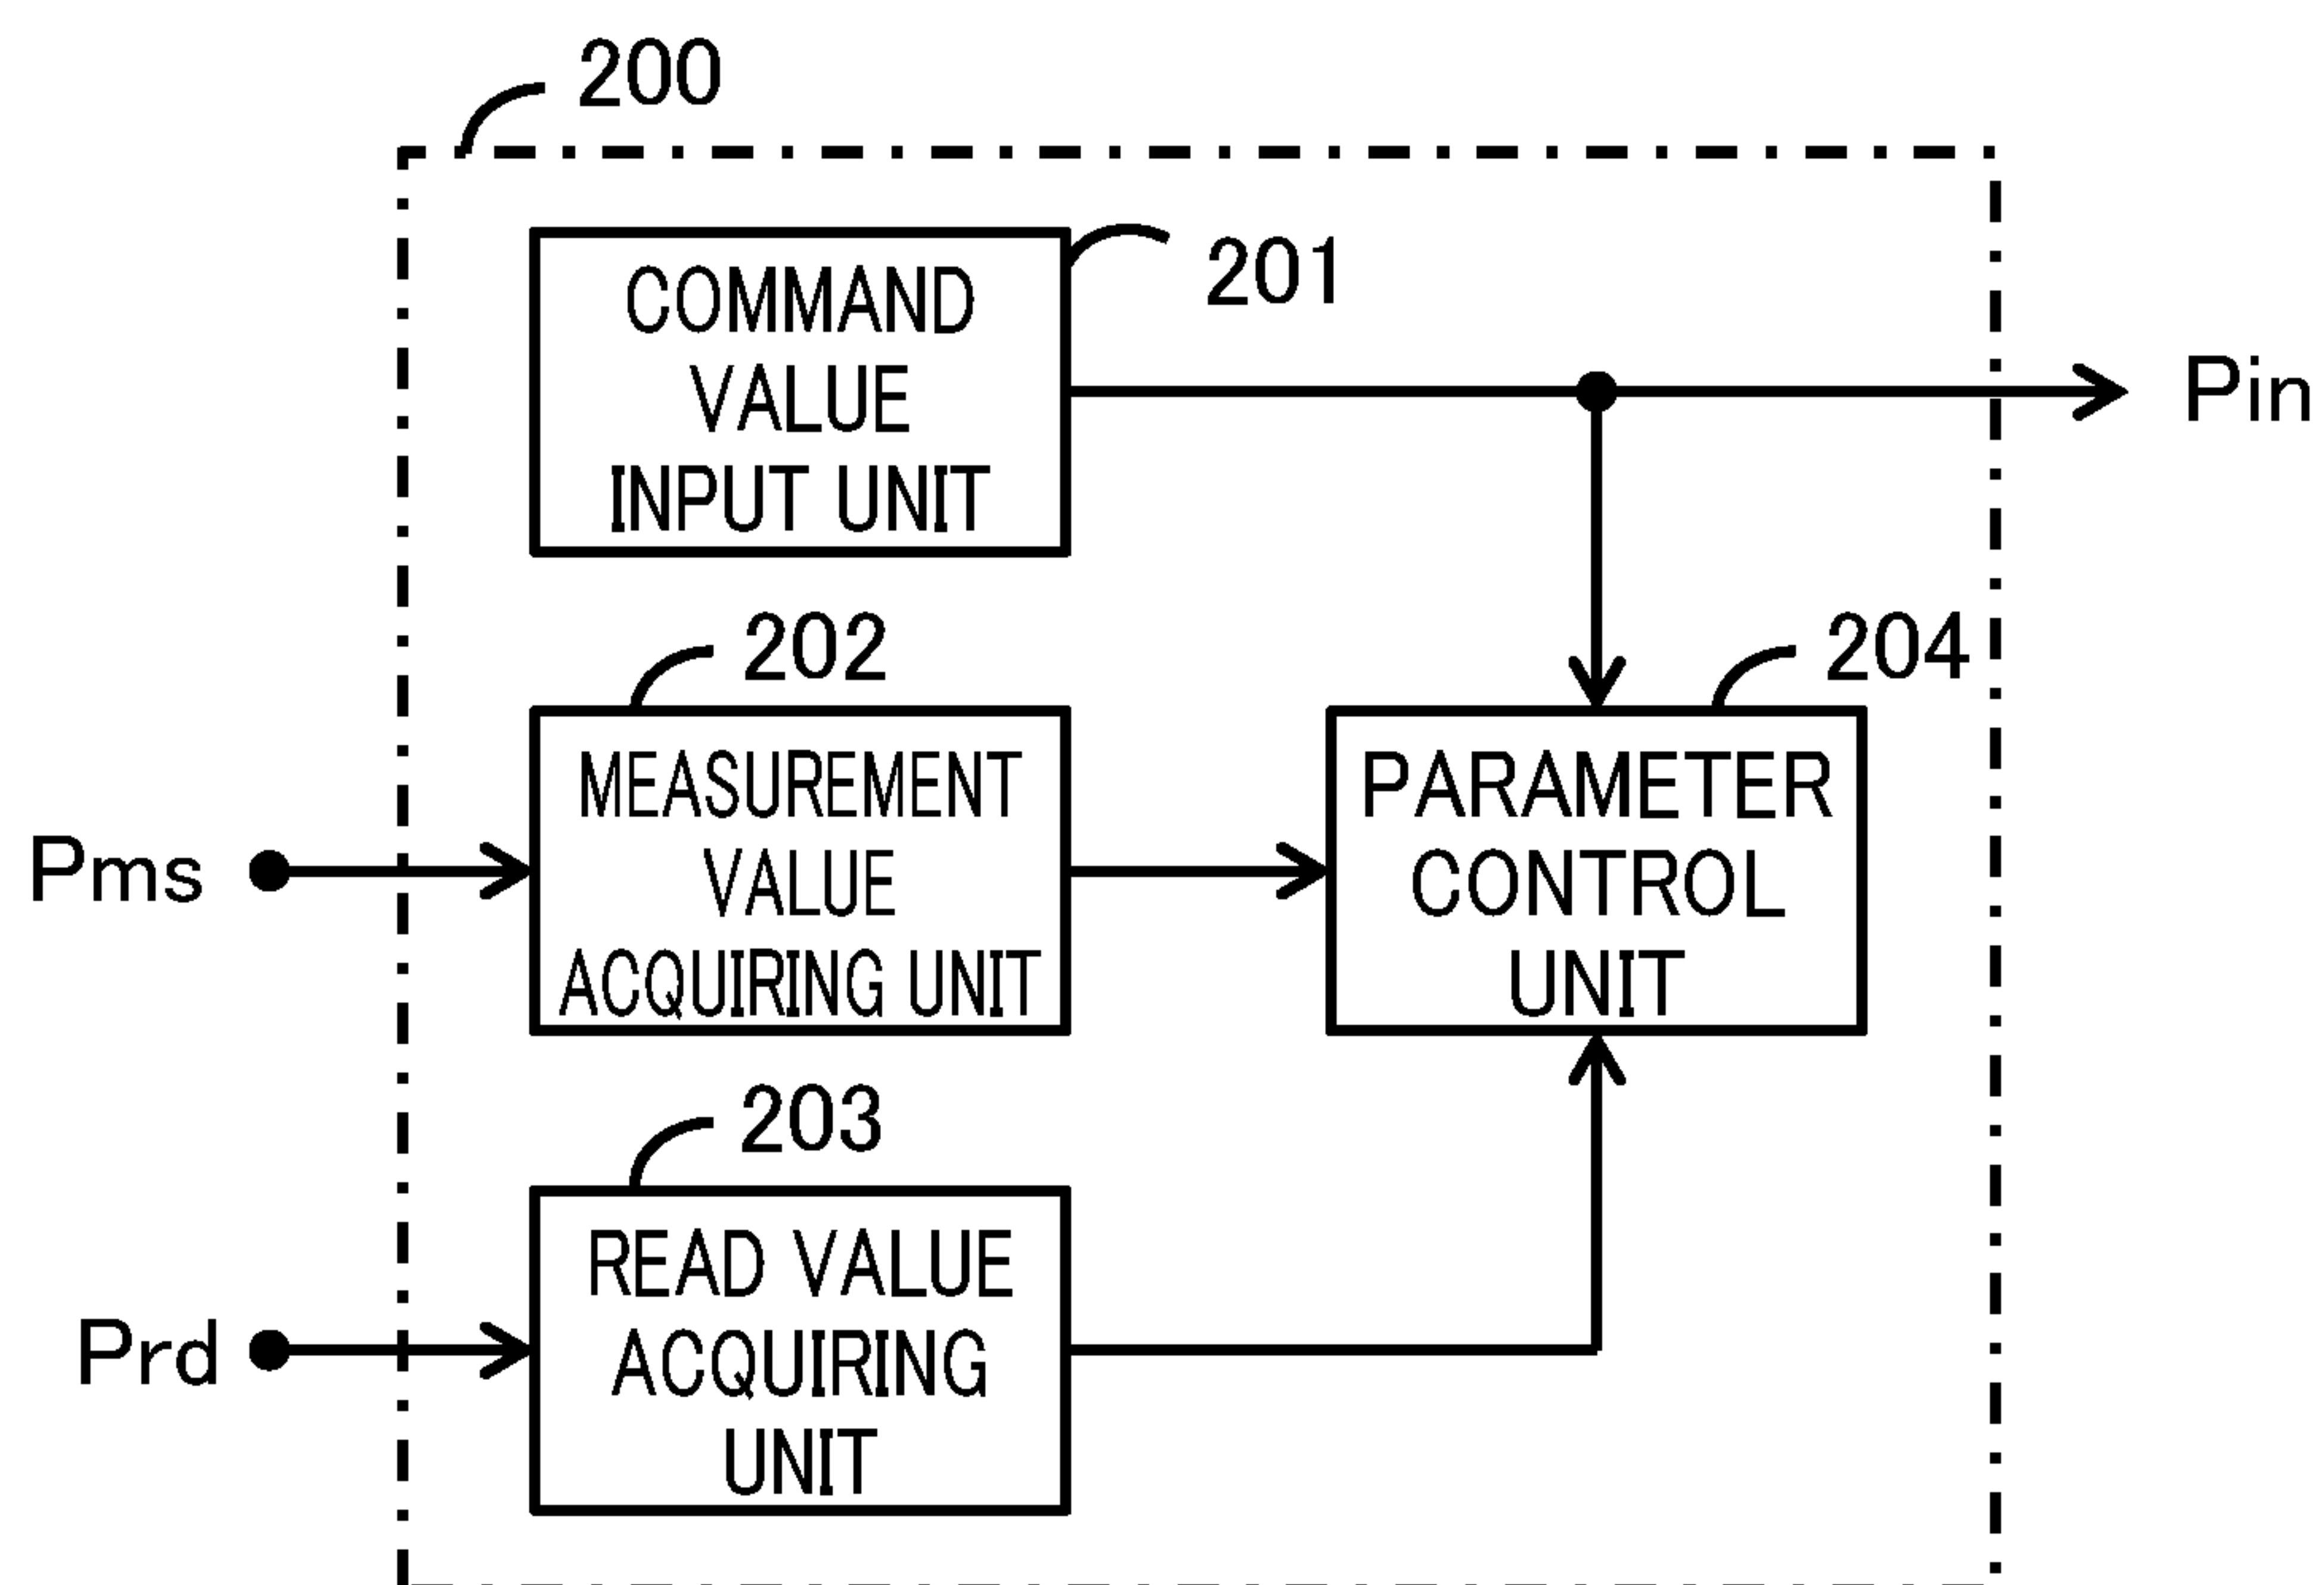 200
201
COMMAND
VALUE
INPUT UNIT
Pin
202
204
Pms
MEASUREMENT
VALUE
ACQUIRING UNIT
PARAMETER
CONTROL
UNIT
203
Prd
READ VALUE
ACQUIRING
UNIT